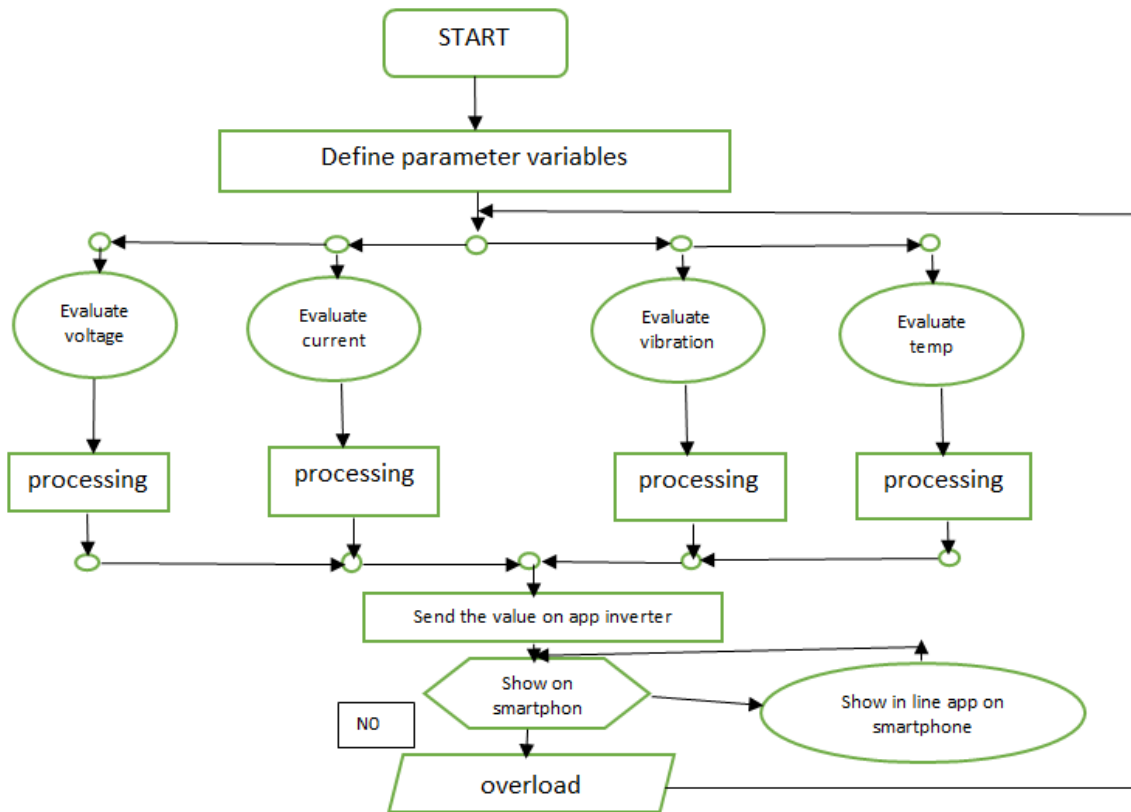 START
Define parameter variables
Evaluate
voltage
Evaluate
current
Evaluate
vibration
Evaluate
temp
processing
processing
processing
processing
Send the value on app inverter
Show on
smartphon
Show in line app on
smartphone
N0
overload